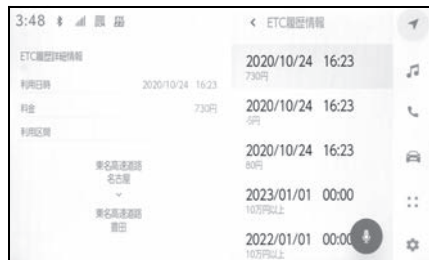 3:48
ETC履歴詳細情報
利用日時 2020/10/24 16:23
料金 730円
利用区間
東名高速道路
名古屋
東名高速道路
豊田
ETC履歴情報
2020/10/24 16:23
730円
2020/10/24 16:23
-5円
2020/10/24 16:23
80円
2023/01/01 00:00
10万円以上
2022/01/01 00:00
10万円以上